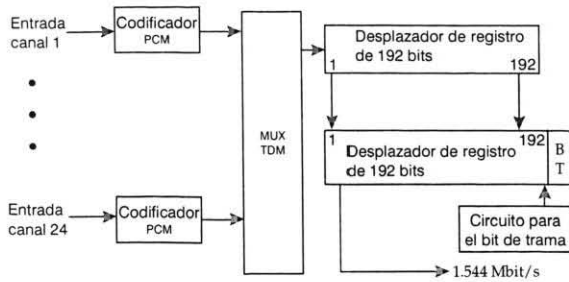 Entrada
canal 1
Codificador
PCM
Desplazador de registro
de 192 bits
1
192
MUX
TDM
1
192
Desplazador de registro
de 192 bits
B
T
Entrada
canal 24
Codificador
PCM
Circuito para
el bit de trama
1.544 Mbit/s